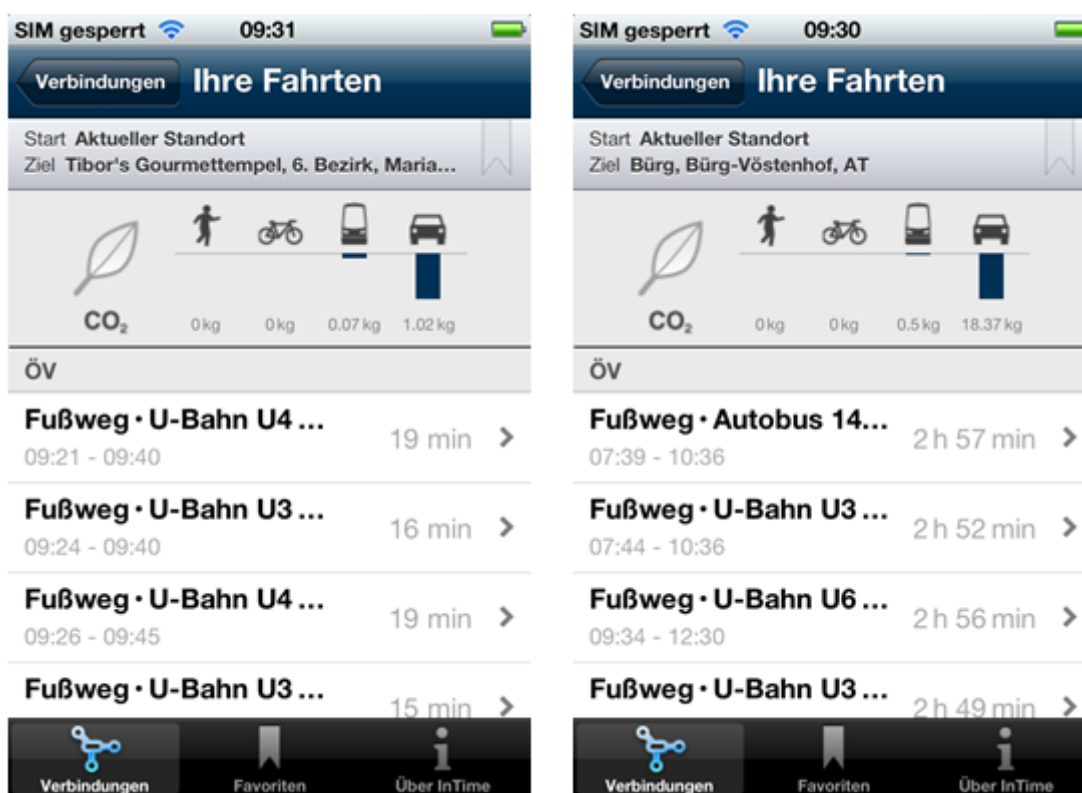 SIM gesperrt 09:31
Verbindungen Ihre Fahrten
Start Aktueller Standort
Ziel Tibor's Gourmettempel, 6. Bezirk, Maria...
CO₂ 0 kg 0 kg 0.07 kg 1.02 kg
ÖV
Fußweg · U-Bahn U4 ...
19 min
09:21 - 09:40
Fußweg · U-Bahn U3 ...
16 min
09:24 - 09:40
Fußweg · U-Bahn U4 ...
19 min
09:26 - 09:45
Fußweg · U-Bahn U3 ...
15 min
Verbindungen Favoriten Über InTime
SIM gesperrt 09:30
Verbindungen Ihre Fahrten
Start Aktueller Standort
Ziel Bürg, Bürg-Vöstenhof, AT
CO₂ 0 kg 0 kg 0.5 kg 18.37 kg
ÖV
Fußweg · Autobus 14...
2 h 57 min
07:39 - 10:36
Fußweg · U-Bahn U3 ...
2 h 52 min
07:44 - 10:36
Fußweg · U-Bahn U6 ...
2 h 56 min
09:34 - 12:30
Fußweg · U-Bahn U3 ...
2 h 49 min
Verbindungen Favoriten Über InTime